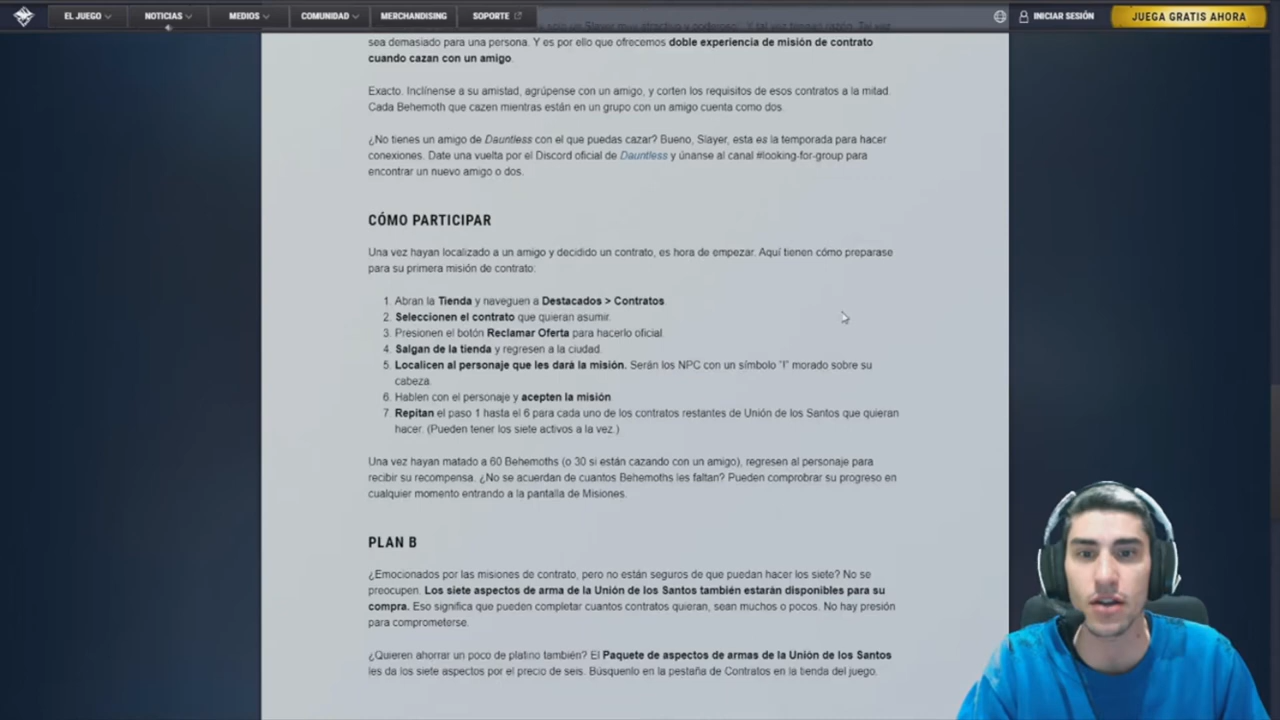 EL JUEGO NOTICIAS MEDIOS COMUNIDAD MERCHANDISING SOPORTE INICIAR SESIÓN JUEGA GRATIS AHORA
sea demasiado para una persona. Y es por ello que ofrecemos doble experiencia de misión de contrato
cuando cazan con un amigo.
Exacto. Inclínense a su amistad, agrúpense con un amigo, y corten los requisitos de esos contratos a la mitad.
Cada Behemoth que cazen mientras están en un grupo con un amigo cuenta como dos.
¿No tienes un amigo de Dauntless con el que puedas cazar? Bueno, Slayer, esta es la temporada para hacer
conexiones. Date una vuelta por el Discord oficial de Dauntless y únanse al canal #looking-for-group para
encontrar un nuevo amigo o dos.
CÓMO PARTICIPAR
Una vez hayan localizado a un amigo y decidido un contrato, es hora de empezar. Aquí tienen cómo preparase
para su primera misión de contrato:
1. Abran la Tienda y naveguen a Destacados > Contratos
2. Seleccionen el contrato que quieran asumir.
3. Presionen el botón Reclamar Oferta para hacerlo oficial.
4. Salgan de la tienda y regresen a la ciudad.
5. Localicen al personaje que les dará la misión. Serán los NPC con un símbolo "!" morado sobre su
cabeza.
6. Hablen con el personaje y acepten la misión
7. Repitan el paso 1 hasta el 6 para cada uno de los contratos restantes de Unión de los Santos que quieran
hacer. (Pueden tener los siete activos a la vez.)
Una vez hayan matado a 60 Behemoths (o 30 si están cazando con un amigo), regresen al personaje para
recibir su recompensa. ¿No se acuerdan de cuantos Behemoths les faltan? Pueden comprobar su progreso en
cualquier momento entrando a la pantalla de Misiones.
PLAN B
¿Emocionados por las misiones de contrato, pero no están seguros de que puedan hacer los siete? No se
preocupen. Los siete aspectos de arma de la Unión de los Santos también estarán disponibles para su
compra. Eso significa que pueden completar cuantos contratos quieran, sean muchos o pocos. No hay presión
para comprometerse.
¿Quieren ahorrar un poco de platino también? El Paquete de aspectos de armas de la Unión de los Santos
les da los siete aspectos por el precio de seis. Búsquenlo en la pestaña de Contratos en la tienda del juego.